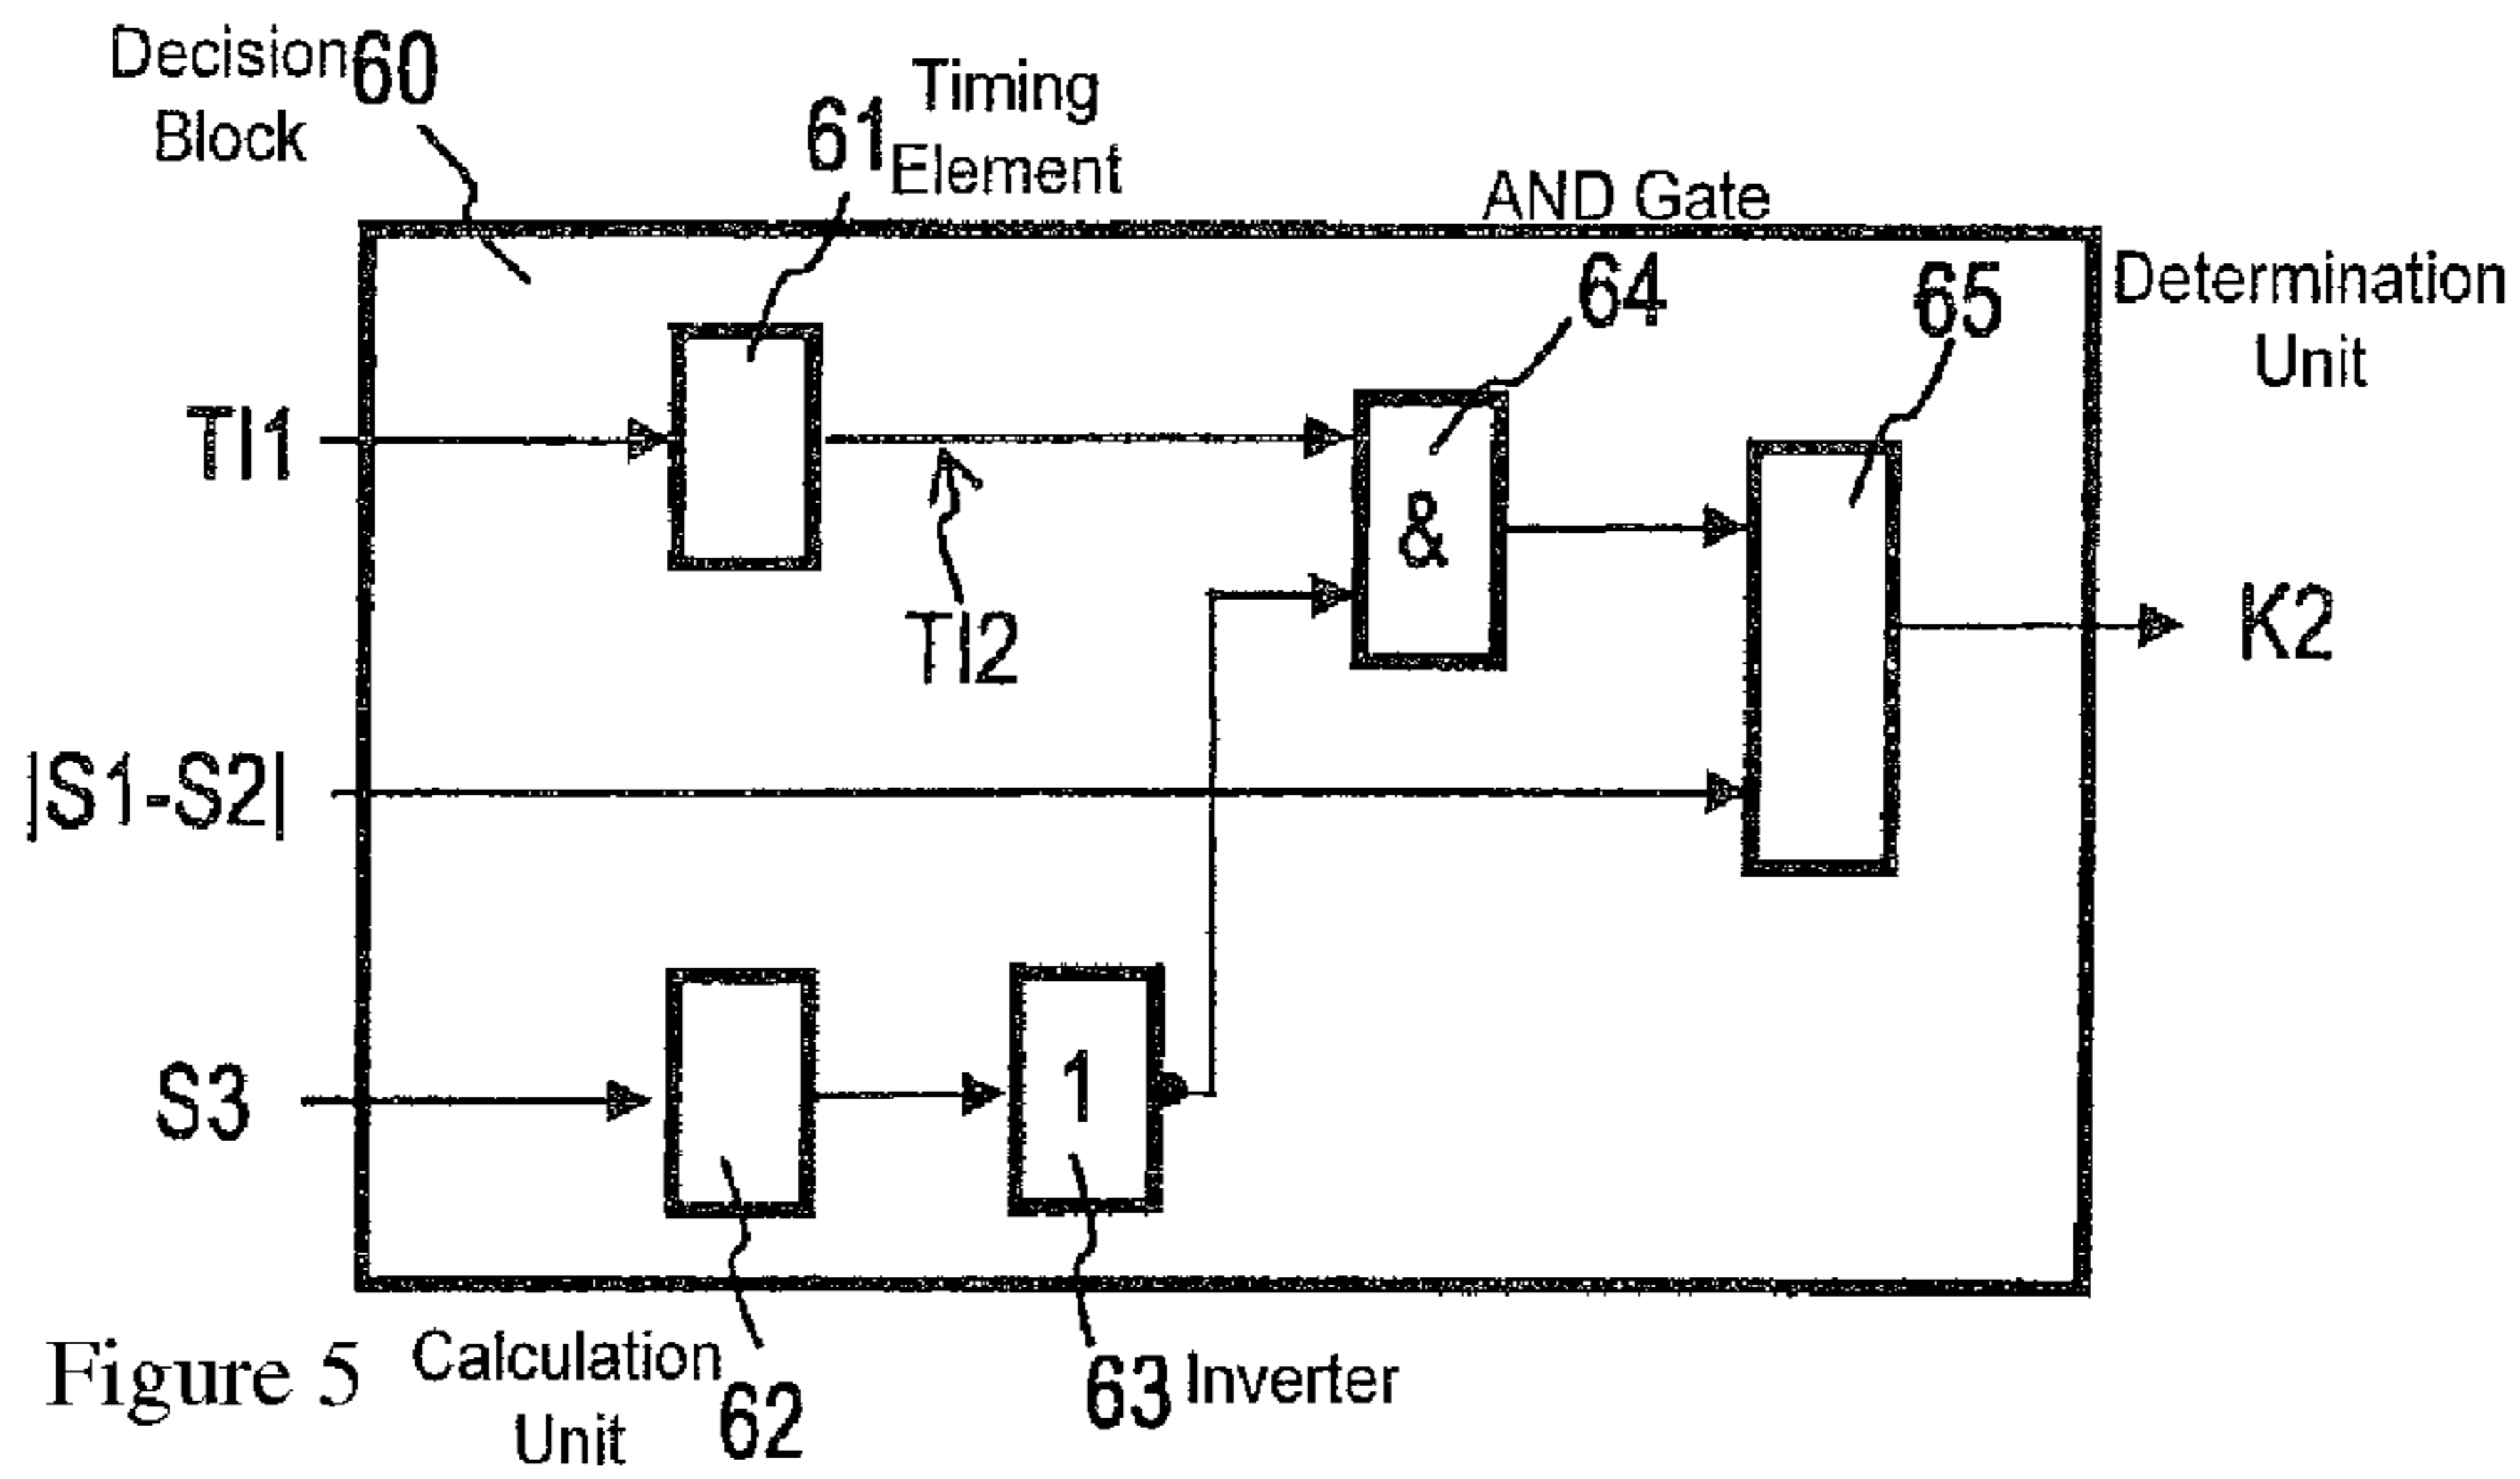 Decision 60
Block
61 Timing
Element
AND Gate
64
65 Determination
Unit
TI1
TI2
&
K2
|S1-S2|
S3
1
Figure 5
Calculation
Unit 62
63 Inverter